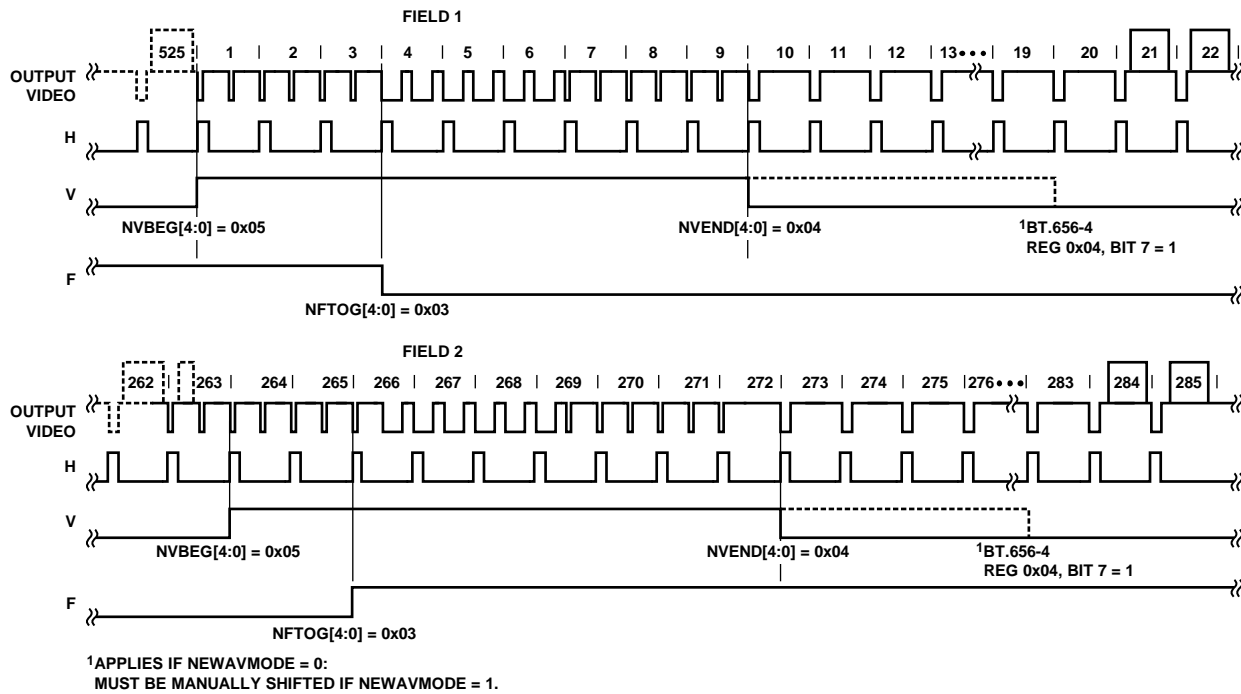 FIELD 1
525 1 2 3 4 5 6 7 8 9 10 11 12 13 ••• 19 20 21 22
OUTPUT
VIDEO
H
V
NVBEG[4:0] = 0x05
NVEND[4:0] = 0x04
1BT.656-4
REG 0x04, BIT 7 = 1
F
NFTOG[4:0] = 0x03
FIELD 2
262 263 264 265 266 267 268 269 270 271 272 273 274 275 276 ••• 283 284 285
OUTPUT
VIDEO
H
V
NVBEG[4:0] = 0x05
NVEND[4:0] = 0x04
1BT.656-4
REG 0x04, BIT 7 = 1
F
NFTOG[4:0] = 0x03
1APPLIES IF NEWAVMODE = 0:
MUST BE MANUALLY SHIFTED IF NEWAVMODE = 1.